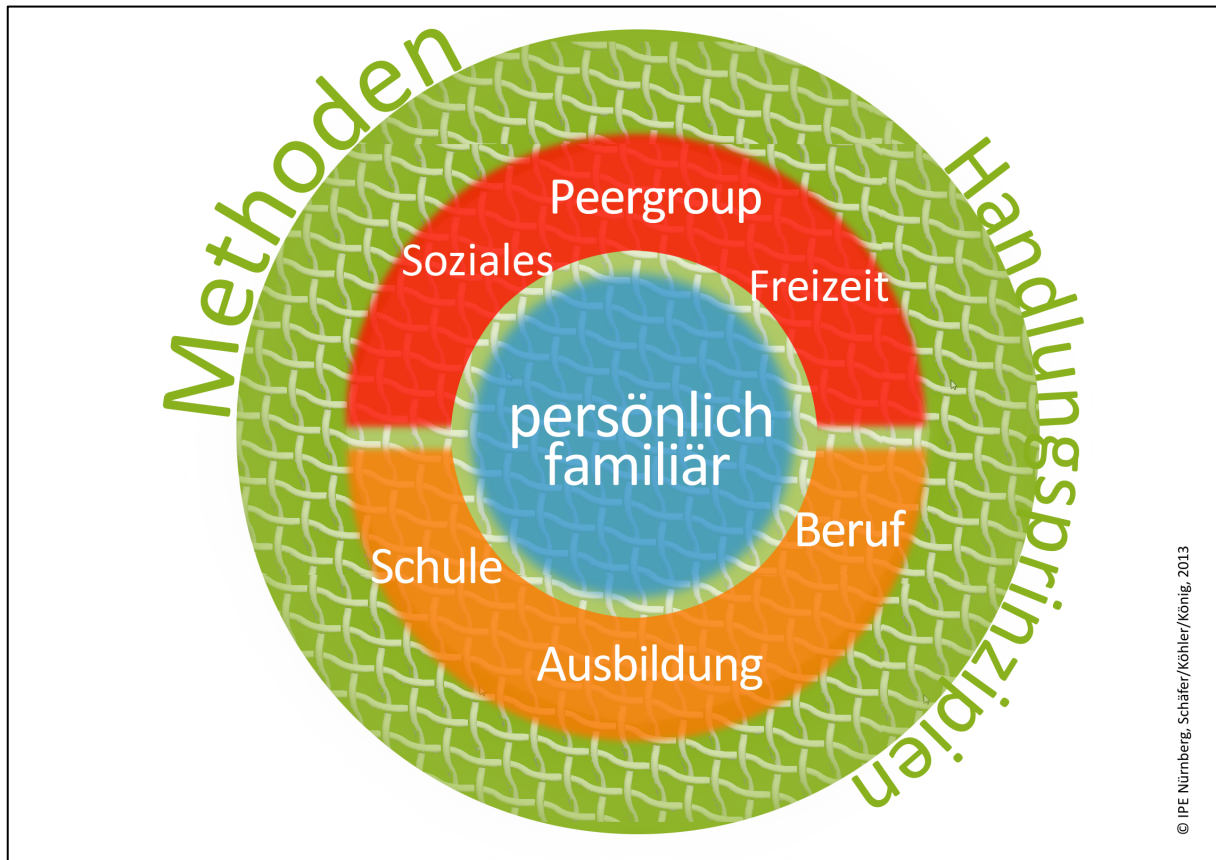 Methoden
Handlungsprinzipien
Peergroup
Soziales
Freizeit
persönlich
familiär
Beruf
Schule
Ausbildung
© IPE Nürnberg, Schäfer/Köhler/König, 2013